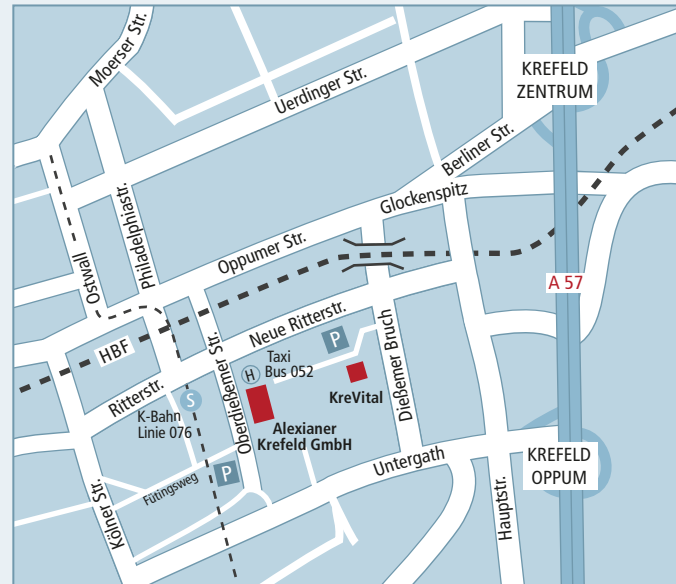 Moerser Str.
Uerdinger Str.
KREFELD
ZENTRUM
Berliner Str.
Glockenspitz
Philadelphiastr.
Ostwall
Oppumer Str.
A 57
HBF
Neue Ritterstr.
Ritterstr.
Oberdießemer Str.
Dießemer Bruch
P
H
Taxi
Bus 052
KreVital
S
K-Bahn
Linie 076
Alexianer
Krefeld GmbH
P
Fütingsweg
Untergath
KREFELD
OPPUM
Kölner Str.
Hauptstr.